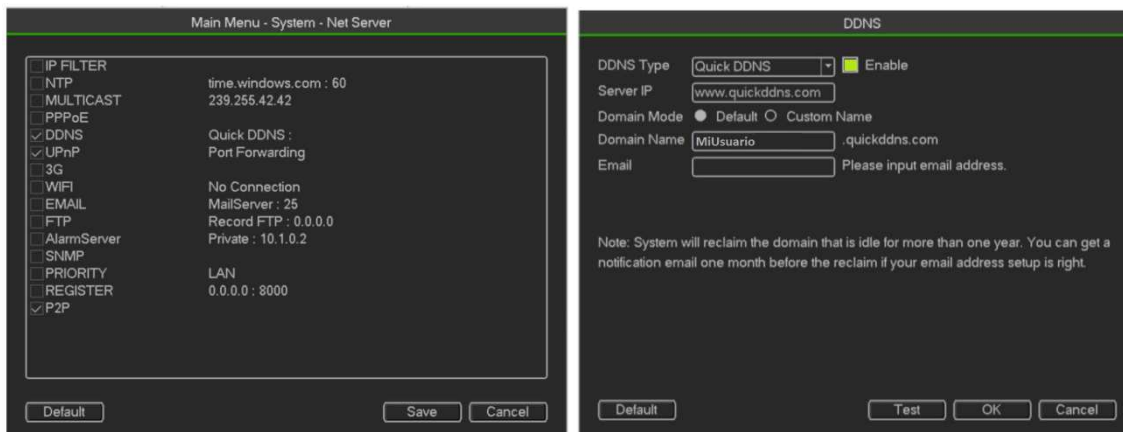 Main Menu - System - Net Server
IP FILTER
NTP time.windows.com : 60
MULTICAST 239.255.42.42
PPPoE
DDNS Quick DDNS :
UPnP Port Forwarding
3G
WIFI No Connection
EMAIL MailServer : 25
FTP Record FTP : 0.0.0.0
AlarmServer Private : 10.1.0.2
SNMP
PRIORITY LAN
REGISTER 0.0.0.0 : 8000
P2P
Default Save Cancel
DDNS
DDNS Type Quick DDNS Enable
Server IP www.quickddns.com
Domain Mode Default Custom Name
Domain Name MiUsuario .quickddns.com
Email Please input email address.
Note: System will reclaim the domain that is idle for more than one year. You can get a
notification email one month before the reclaim if your email address setup is right.
Default Test OK Cancel